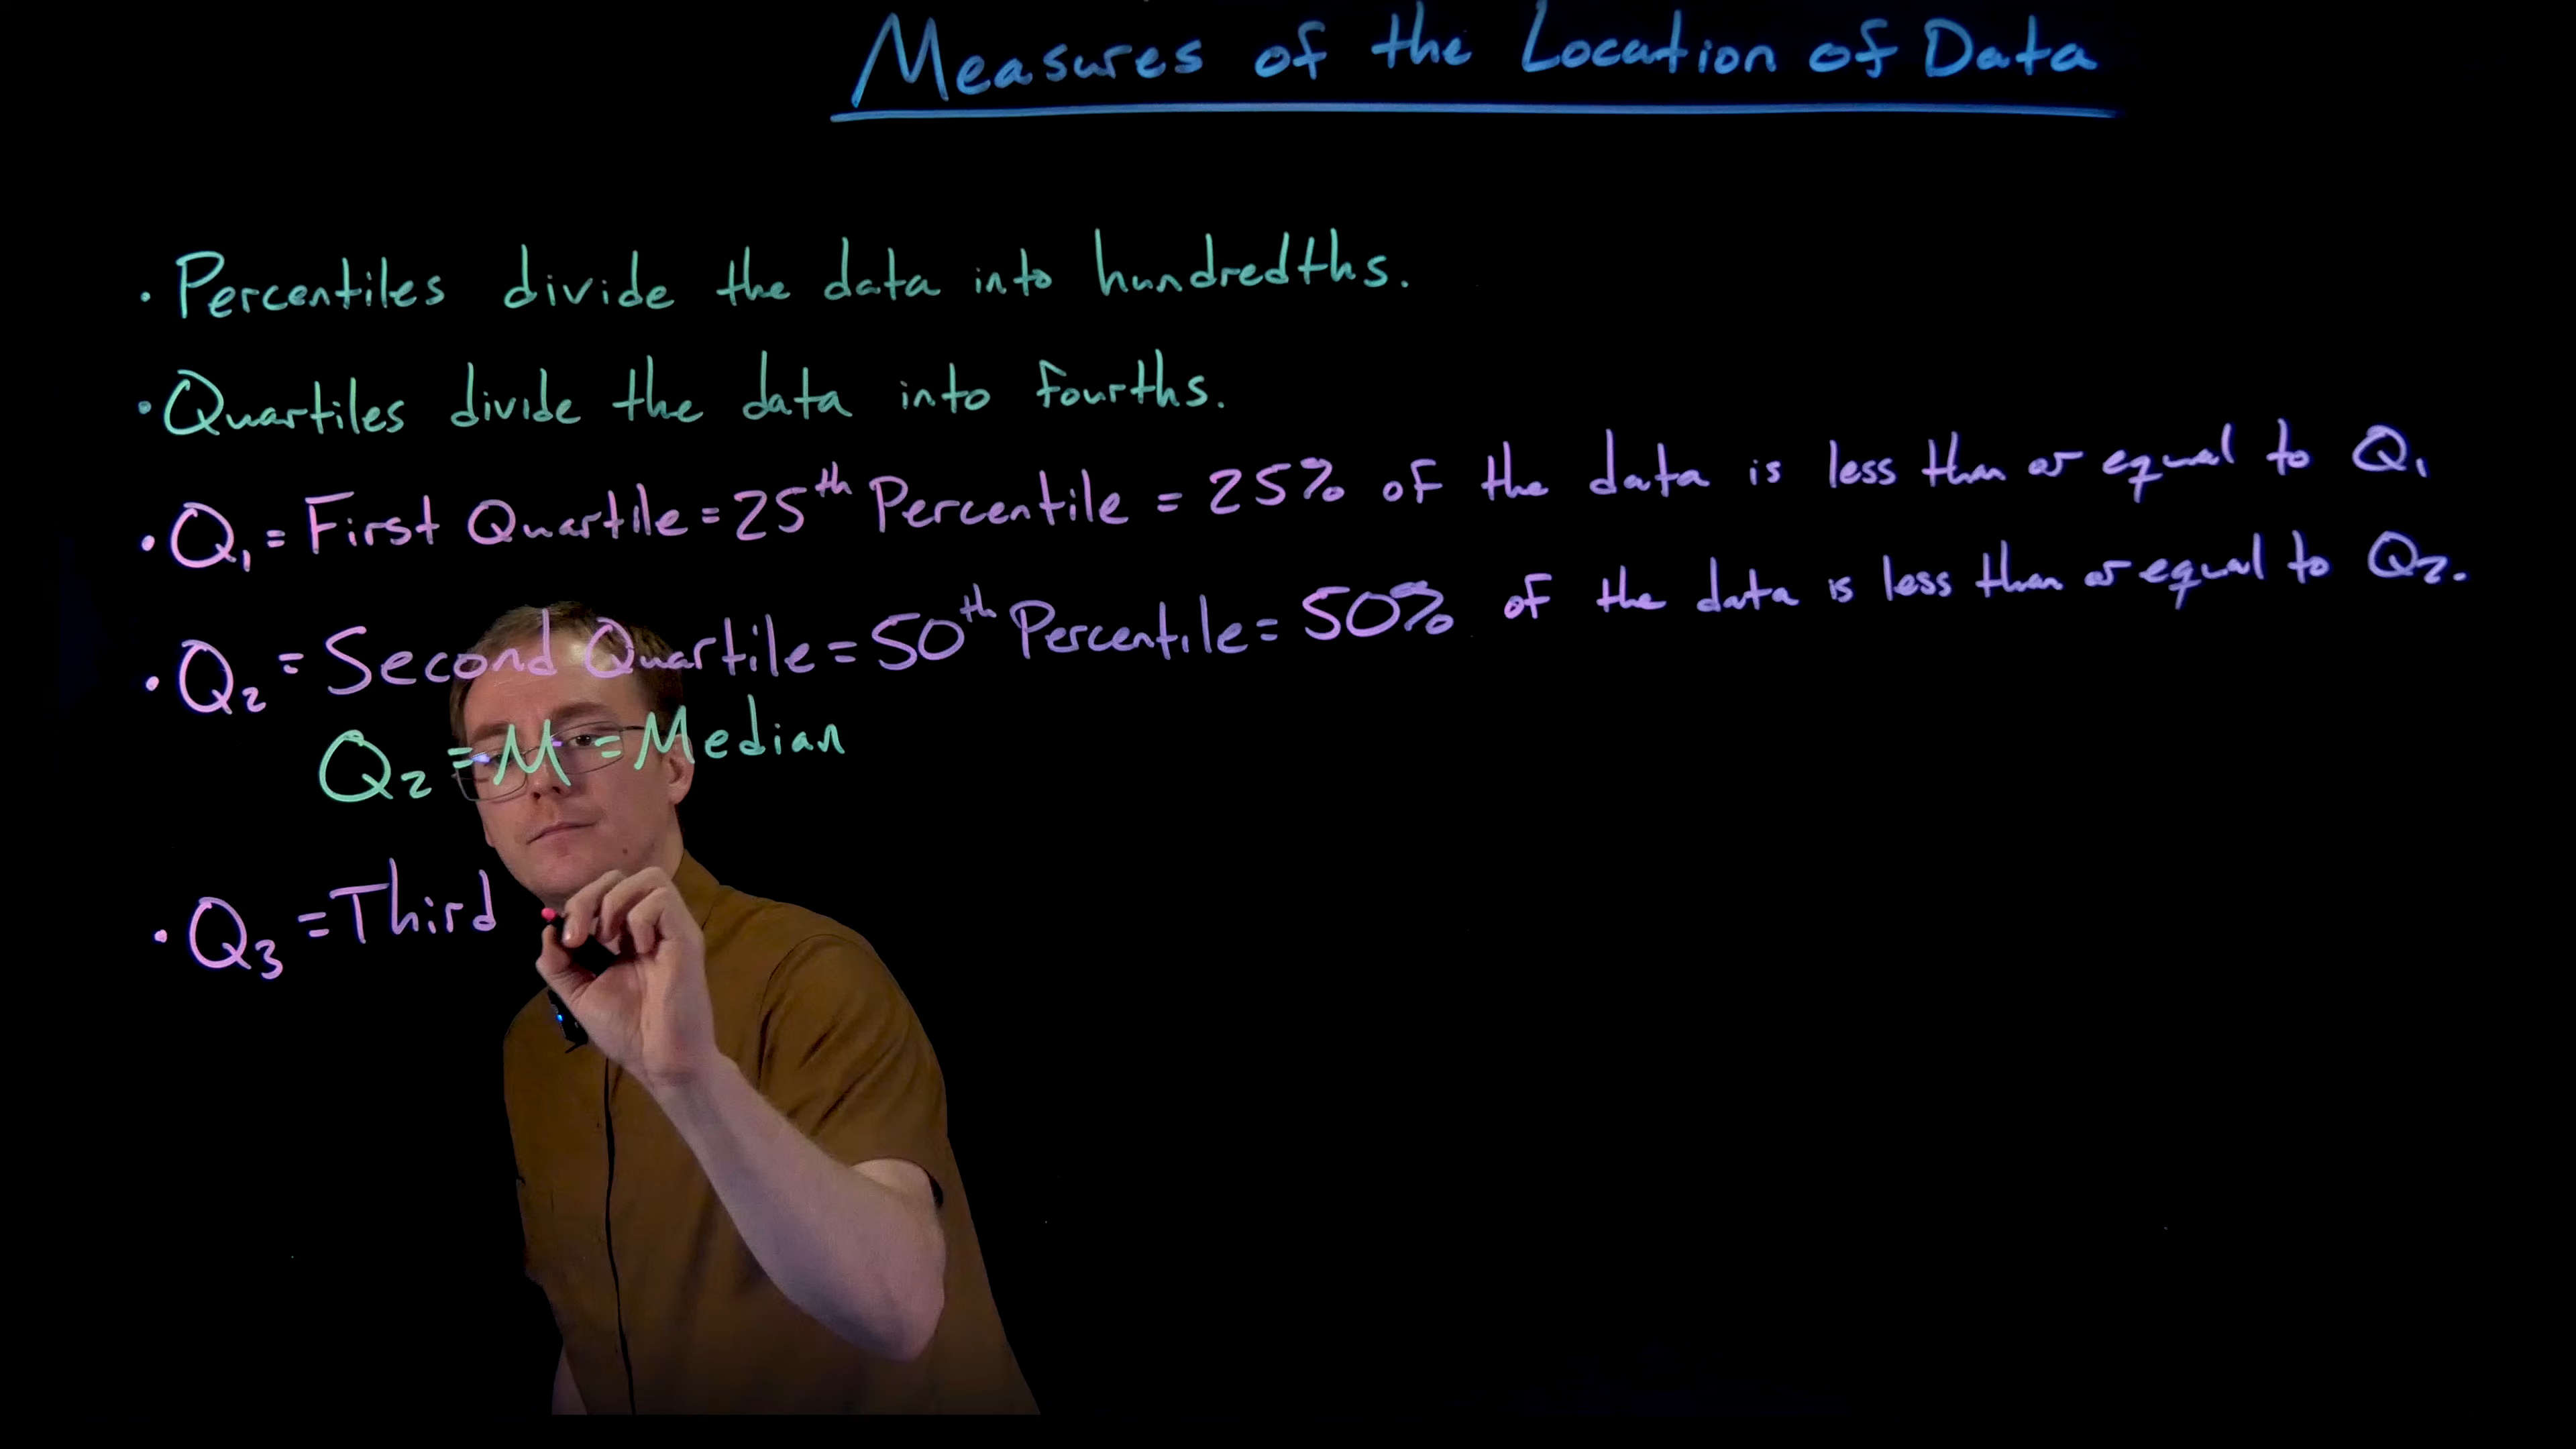 Measures of the Location of Data
· Percentiles divide the data into hundredths.
· Quartiles divide the data into fourths.
· Q₁ = First Quartile = 25th Percentile = 25% of the data is less than or equal to Q₁
· Q₂ = Second Quartile = 50th Percentile = 50% of the data is less than or equal to Q₂.
Q₂ = M = Median
· Q₃ = Third